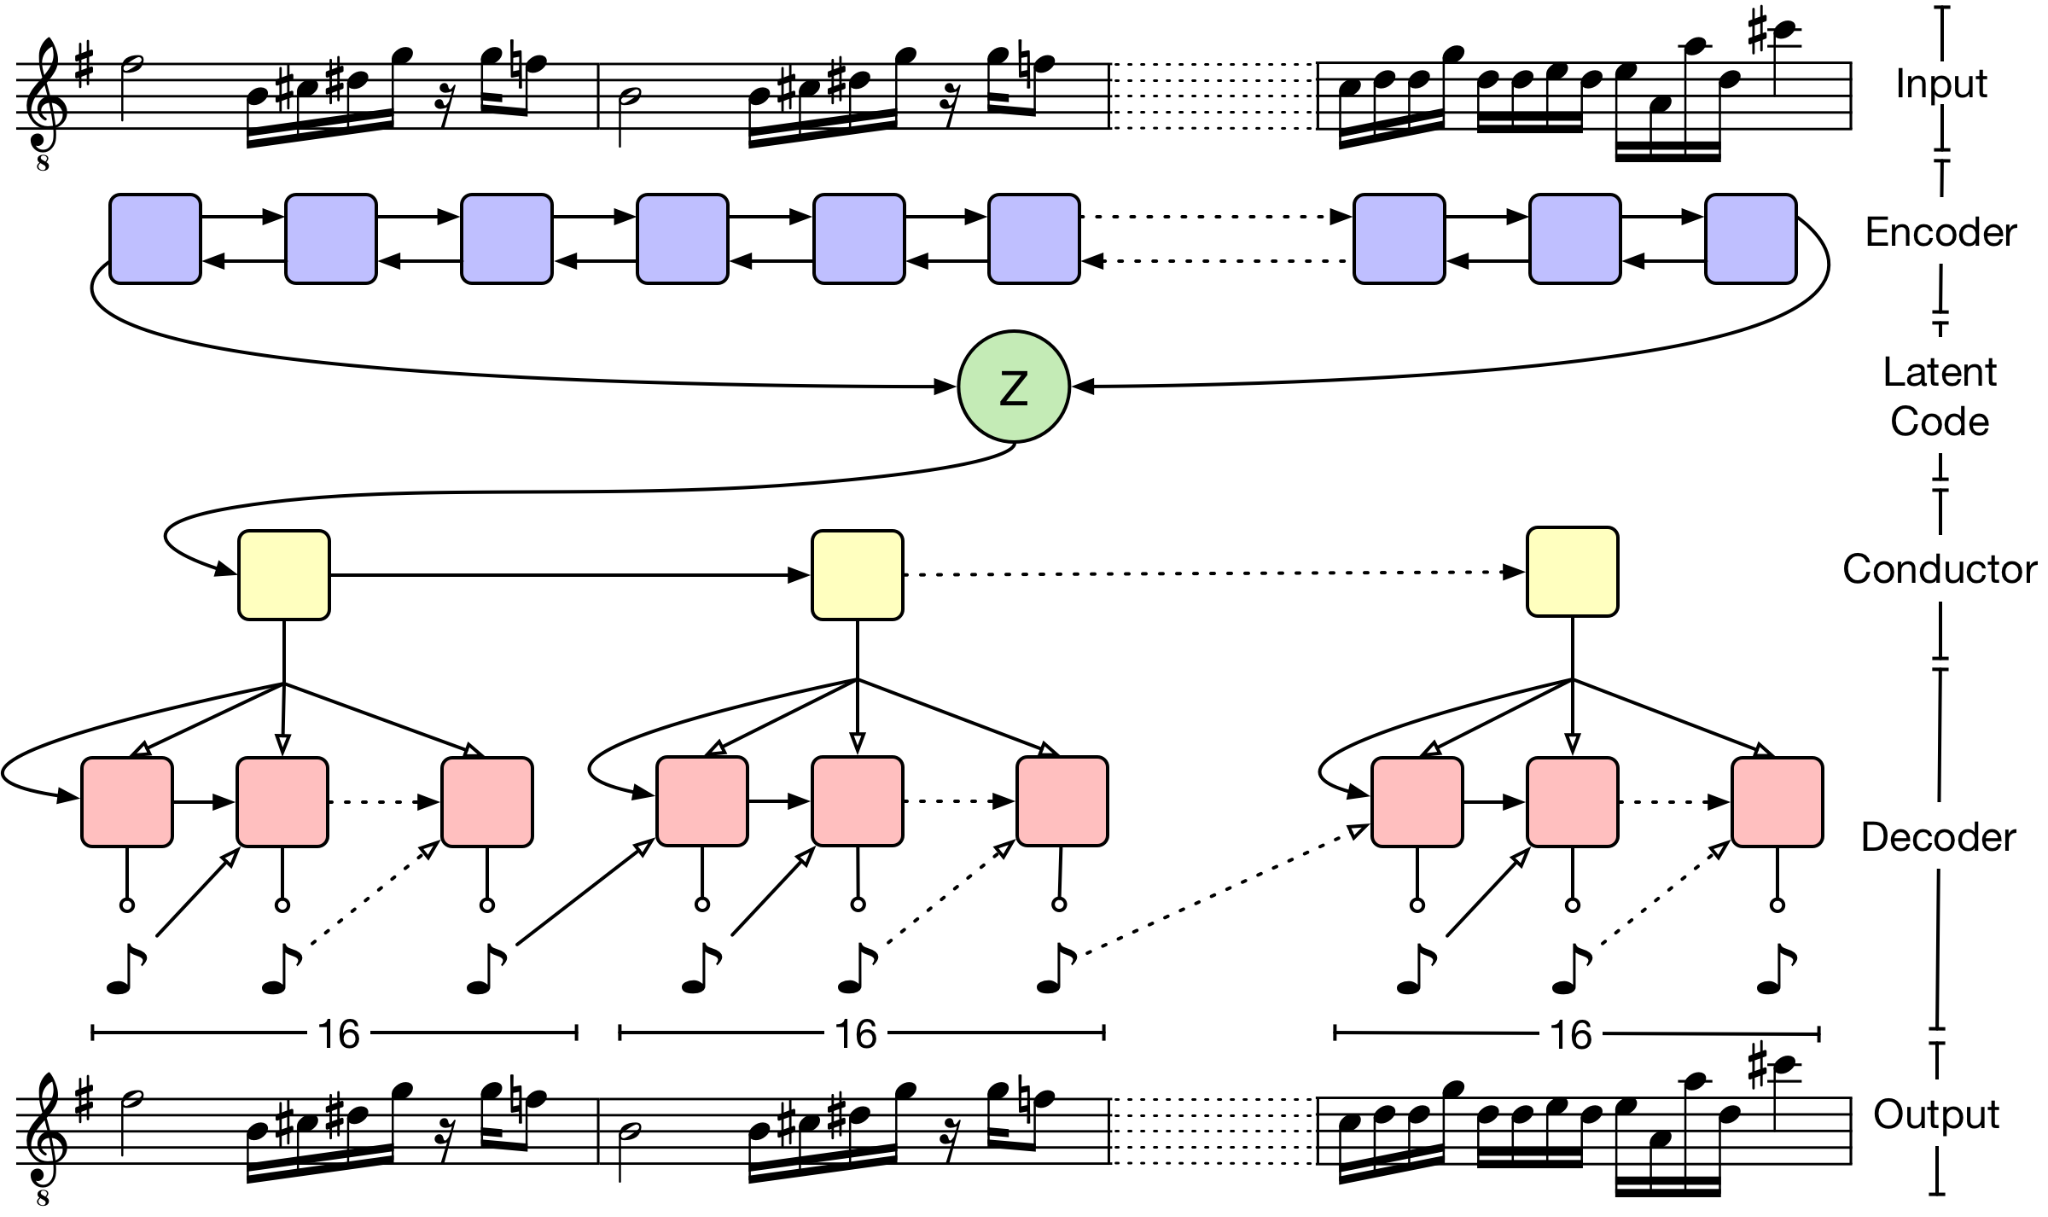 8
Input
Encoder
Z
Latent
Code
Conductor
Decoder
16
16
16
8
Output